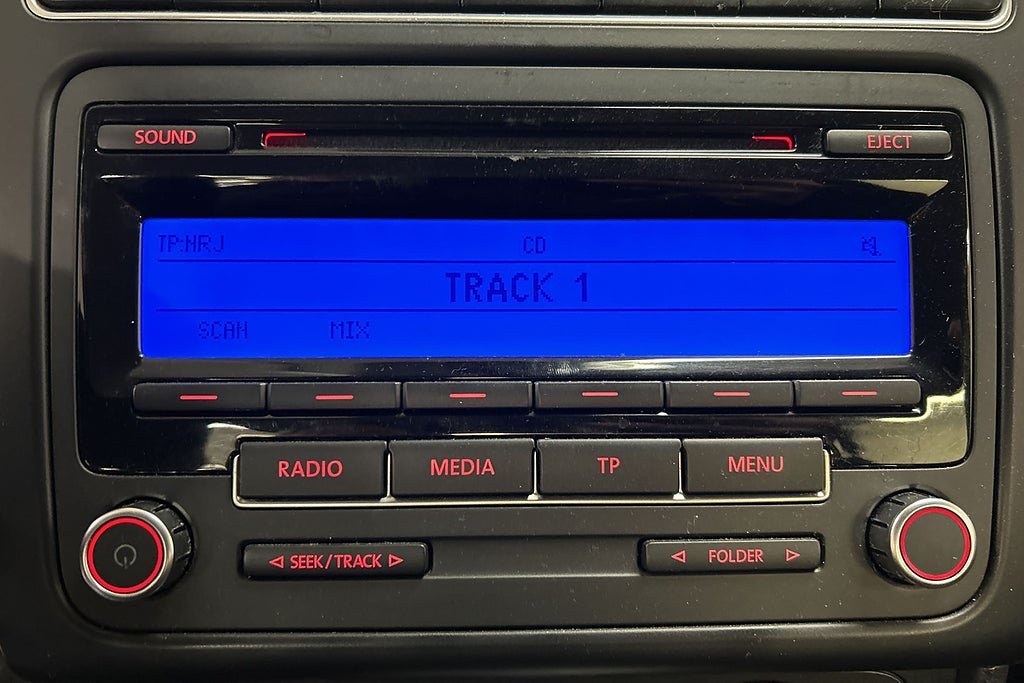 SOUND EJECT
TP:NRJ CD
TRACK 1
SCAN MIX
RADIO MEDIA TP MENU
SEEK/TRACK FOLDER